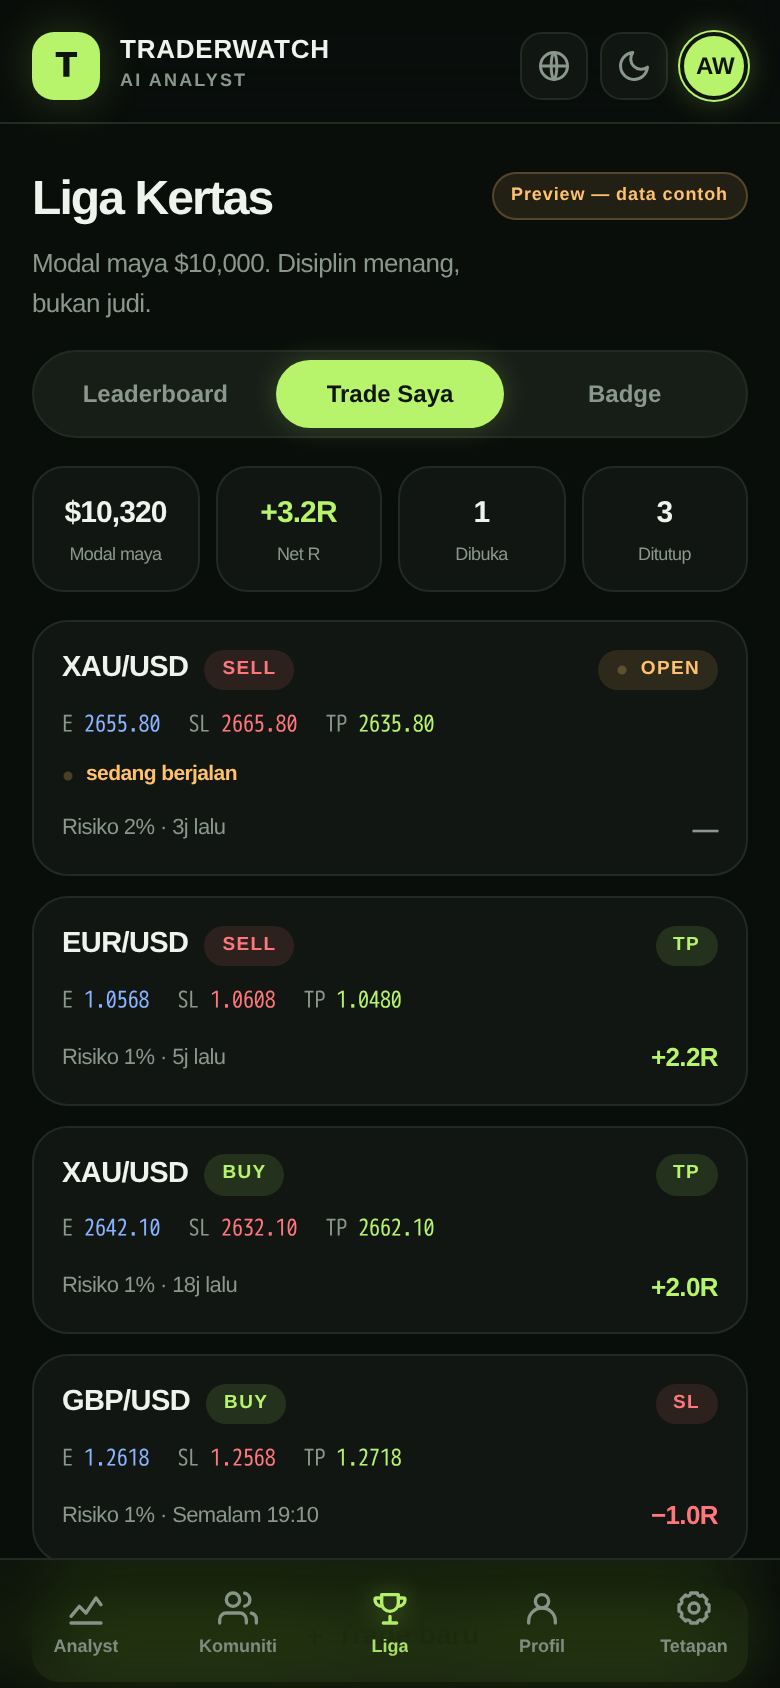 T
TRADERWATCH
AI ANALYST
AW
Liga Kertas
Preview — data contoh
Modal maya $10,000. Disiplin menang,
bukan judi.
Leaderboard
Trade Saya
Badge
$10,320
Modal maya
+3.2R
Net R
1
Dibuka
3
Ditutup
XAU/USD SELL
OPEN
E 2655.80 SL 2665.80 TP 2635.80
sedang berjalan
Risiko 2% · 3j lalu
—
EUR/USD SELL
TP
E 1.0568 SL 1.0608 TP 1.0480
Risiko 1% · 5j lalu
+2.2R
XAU/USD BUY
TP
E 2642.10 SL 2632.10 TP 2662.10
Risiko 1% · 18j lalu
+2.0R
GBP/USD BUY
SL
E 1.2618 SL 1.2568 TP 1.2718
Risiko 1% · Semalam 19:10
−1.0R
+ Trade baru
Analyst
Komuniti
Liga
Profil
Tetapan